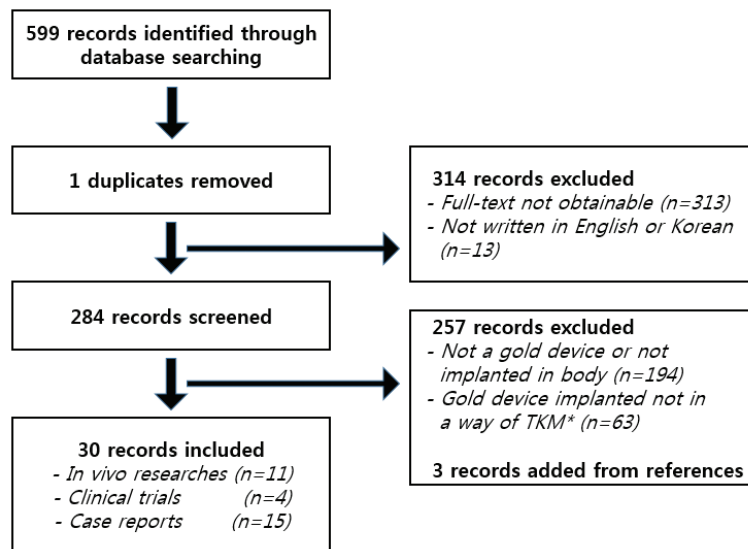 599 records identified through
database searching
1 duplicates removed
314 records excluded
- Full-text not obtainable (n=313)
- Not written in English or Korean
(n=13)
284 records screened
257 records excluded
- Not a gold device or not
implanted in body (n=194)
- Gold device implanted not in
a way of TKM* (n=63)
3 records added from references
30 records included
- In vivo researches (n=11)
- Clinical trials (n=4)
- Case reports (n=15)